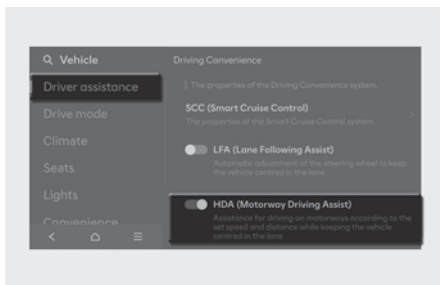 Vehicle
Driver assistance
Drive mode
Climate
Seats
Lights
Convenience
Driving Convenience
The properties of the Driving Convenience system.
SCC (Smart Cruise Control)
The properties of the Smart Cruise Control system.
LFA (Lane Following Assist)
Automatic adjustment of the steering wheel to keep
the vehicle centred in the lane
HDA (Motorway Driving Assist)
Assistance for driving on motorways according to the
set speed and distance while keeping the vehicle
centred in the lane